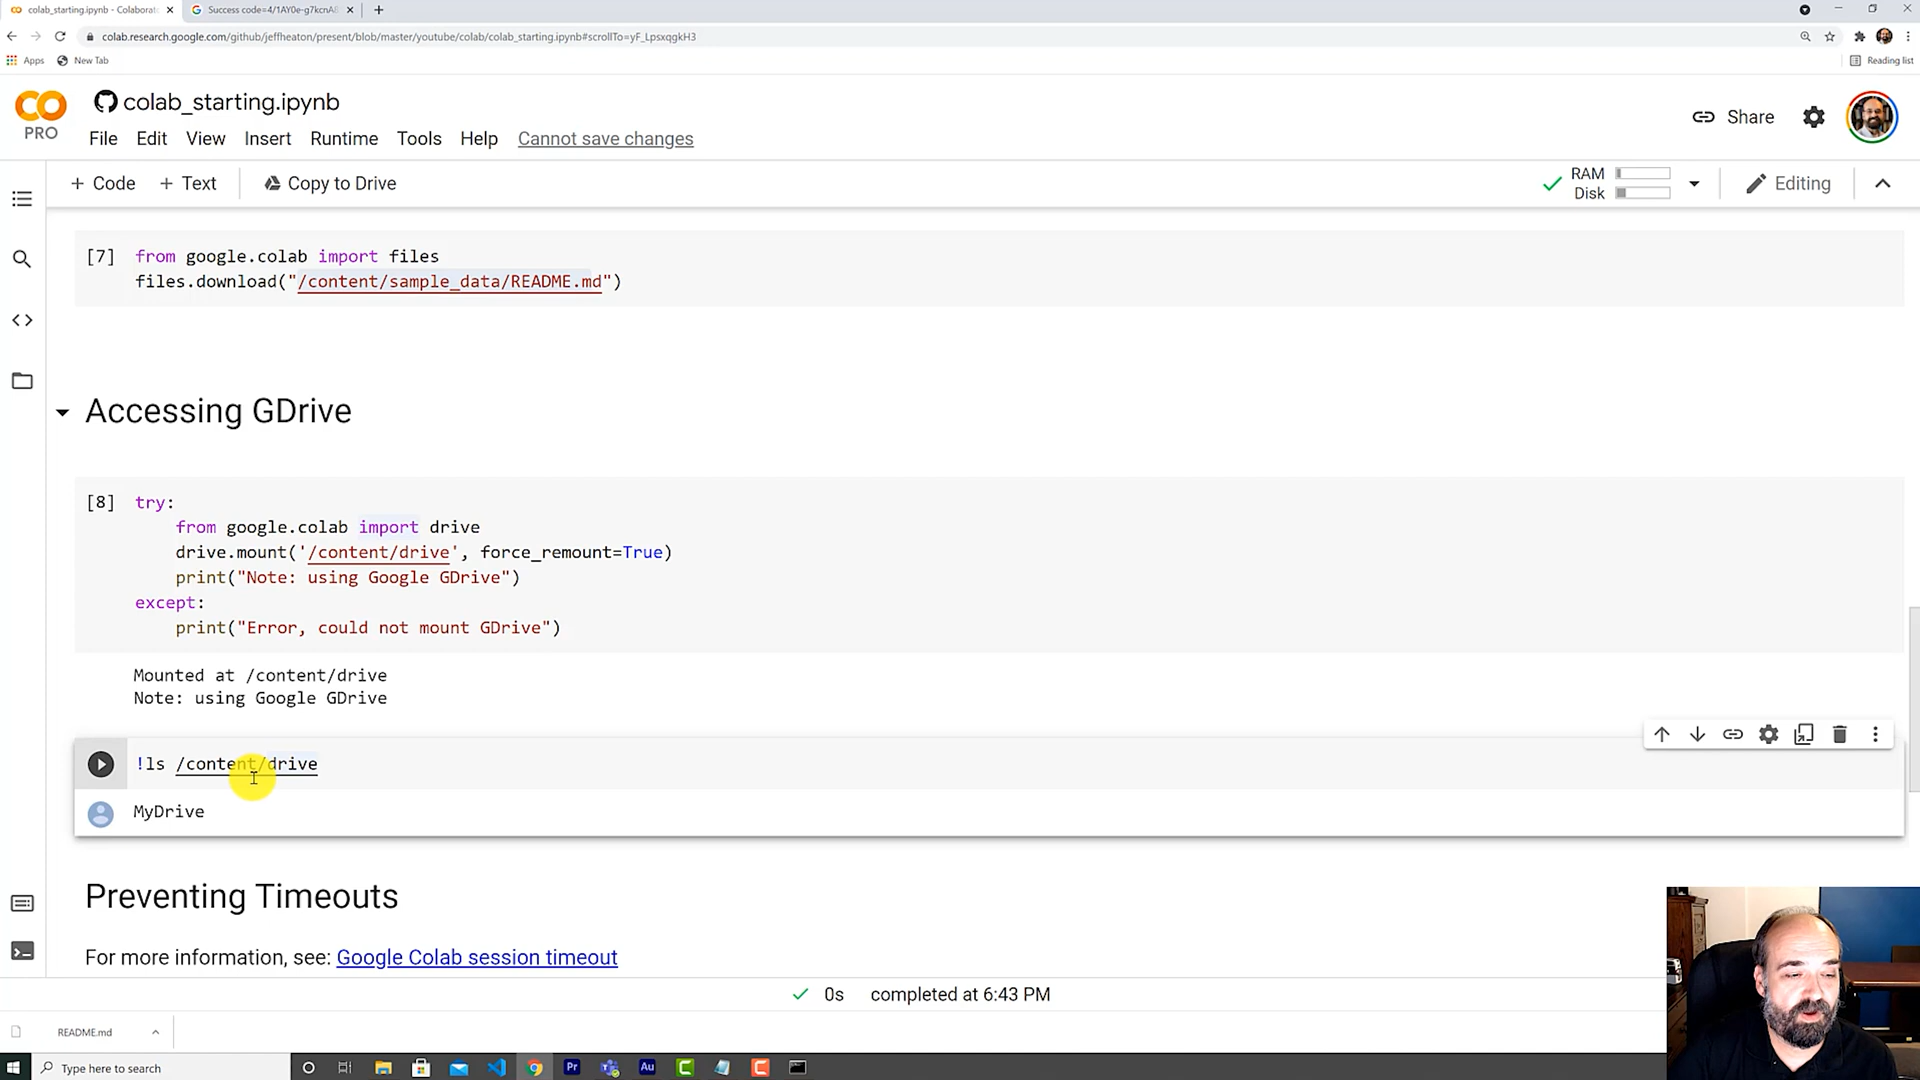 colab_starting.ipynb - Colaborat
Success code=4/1AY0e-g7kcnA
colab.research.google.com/github/jeffheaton/present/blob/master/youtube/colab/colab_starting.ipynb#scrollTo=yF_LpsxqgkH3
Apps
New Tab
Reading list
CO
PRO
colab_starting.ipynb
File Edit View Insert Runtime Tools Help Cannot save changes
Share
+ Code + Text Copy to Drive
RAM
Disk
Editing
[7] from google.colab import files
files.download("/content/sample_data/README.md")
Accessing GDrive
[8] try:
from google.colab import drive
drive.mount('/content/drive', force_remount=True)
print("Note: using Google GDrive")
except:
print("Error, could not mount GDrive")
Mounted at /content/drive
Note: using Google GDrive
!ls /content/drive
MyDrive
Preventing Timeouts
For more information, see: Google Colab session timeout
0s completed at 6:43 PM
README.md
Type here to search
Pr
Au